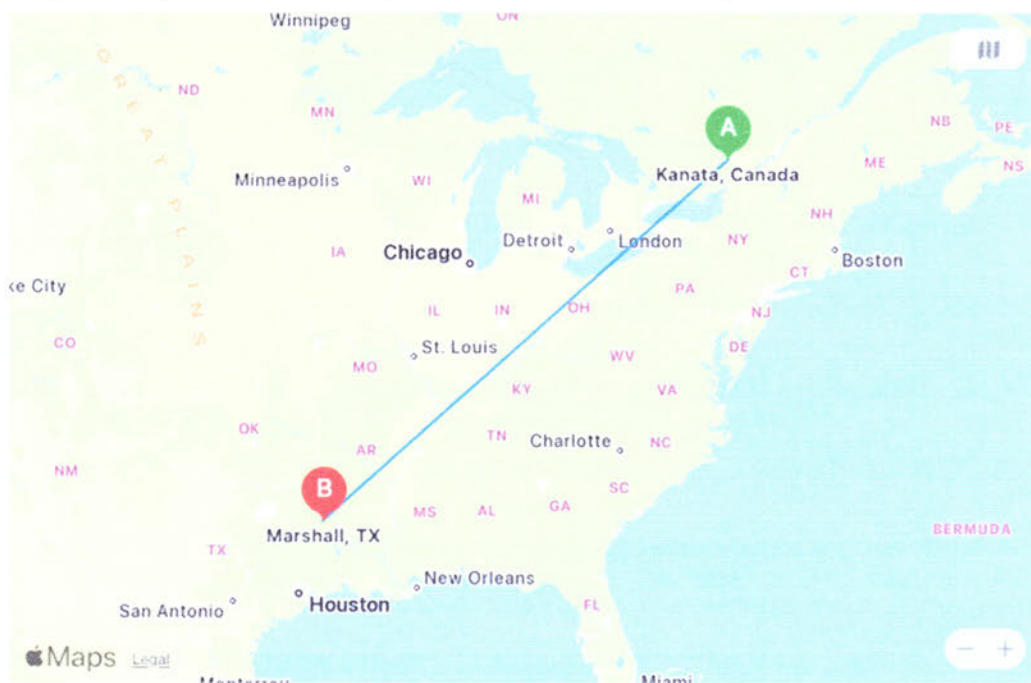 Winnipeg
ON
GREAT PLAINS
ND
MN
NB
PE
A
ME
NS
Minneapolis
WI
Kanata, Canada
MI
NH
IA
Chicago
Detroit
London
NY
Boston
CT
ke City
PA
IL
IN
OH
NJ
CO
St. Louis
DE
MO
WV
KY
VA
OK
TN
Charlotte
NC
AR
NM
B
SC
MS
AL
GA
Marshall, TX
BERMUDA
TX
New Orleans
San Antonio
Houston
FL
Maps
Legal
Monterrey
Miami